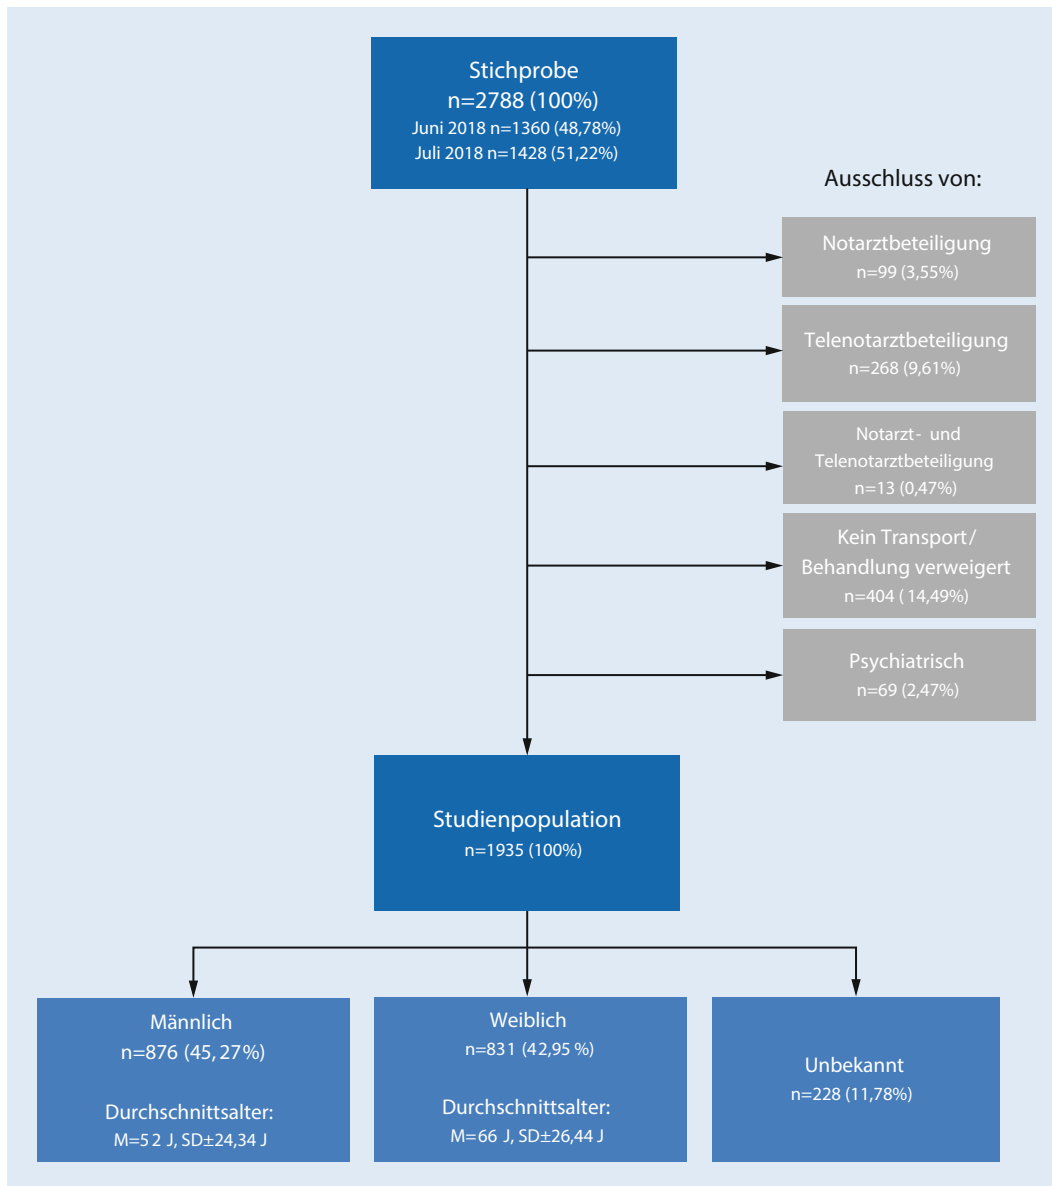 Stichprobe
n=2788 (100%)
Juni 2018 n=1360 (48,78%)
Juli 2018 n=1428 (51,22%)
Ausschluss von:
Notarztbeteiligung
n=99 (3,55%)
Telenotarztbeteiligung
n=268 (9,61%)
Notarzt- und
Telenotarztbeteiligung
n=13 (0,47%)
Kein Transport/
Behandlung verweigert
n=404 (14,49%)
Psychiatrisch
n=69 (2,47%)
Studienpopulation
n=1935 (100%)
Männlich
n=876 (45,27%)
Durchschnittsalter:
M=52 J, SD±24,34 J
Weiblich
n=831 (42,95 %)
Durchschnittsalter:
M=66 J, SD±26,44 J
Unbekannt
n=228 (11,78%)